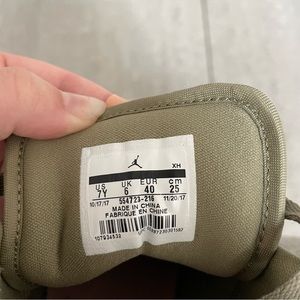 XH
US UK EUR cm
7Y 6 40 25
10/17/17 554723-216 11/20/17
MADE IN CHINA
FABRIQUE EN CHINE